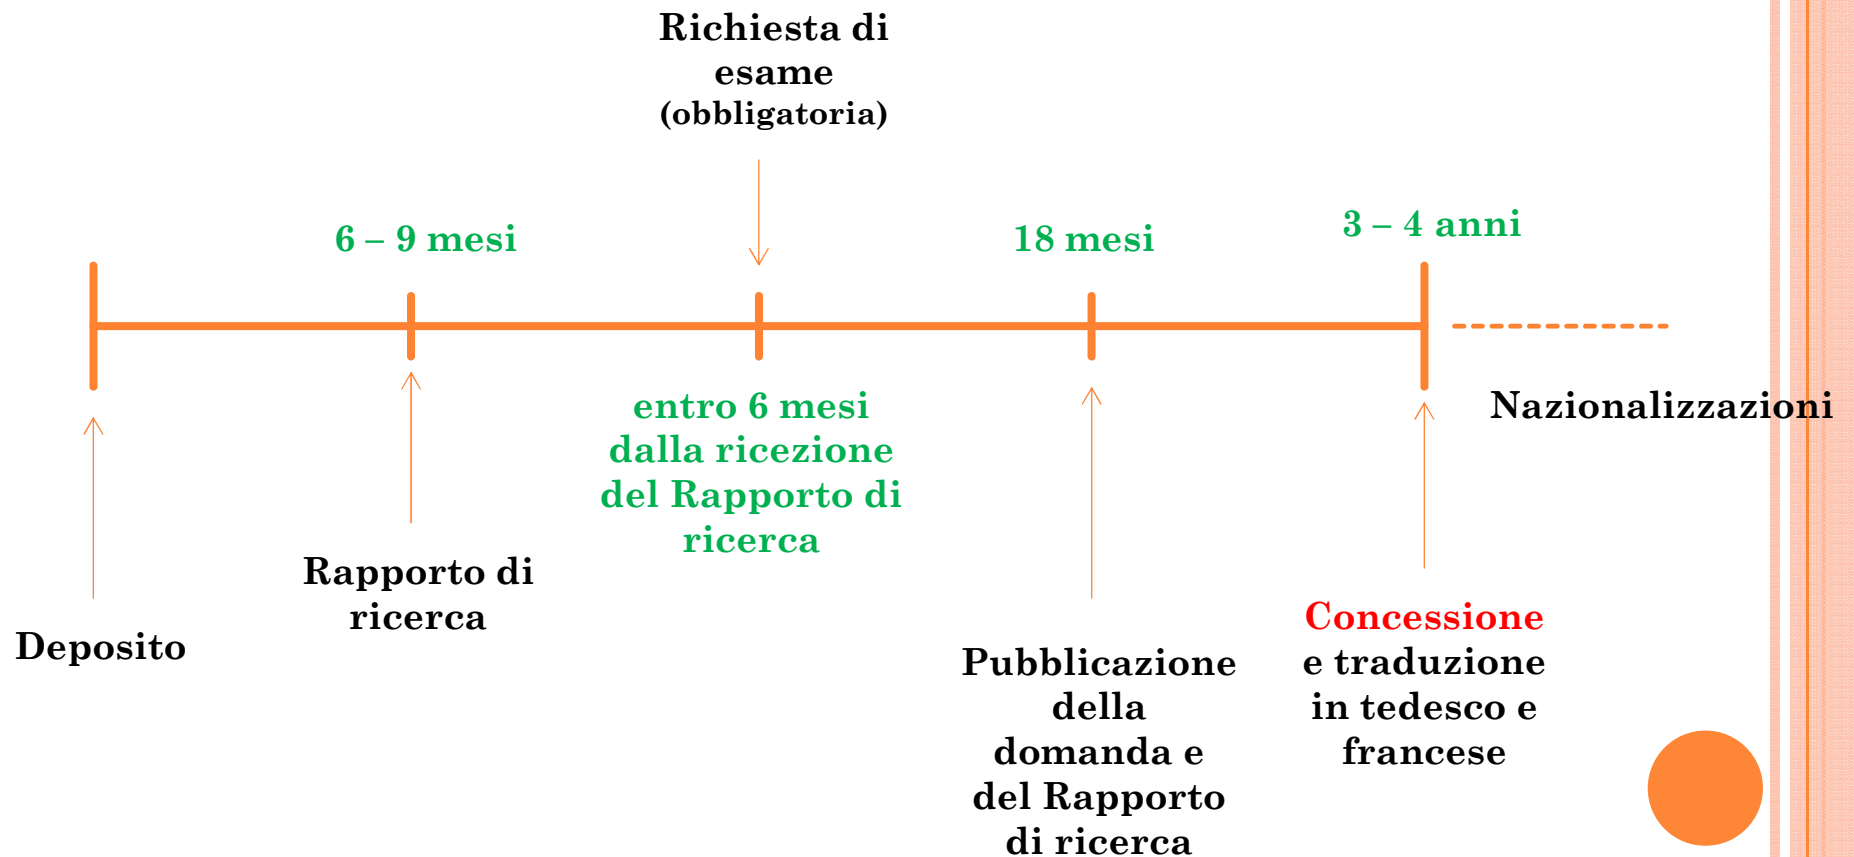 Richiesta di
esame
(obbligatoria)
6 – 9 mesi
18 mesi
3 – 4 anni
entro 6 mesi
dalla ricezione
del Rapporto di
ricerca
Nazionalizzazioni
Deposito
Rapporto di
ricerca
Pubblicazione
della
domanda e
del Rapporto
di ricerca
Concessione
e traduzione
in tedesco e
francese